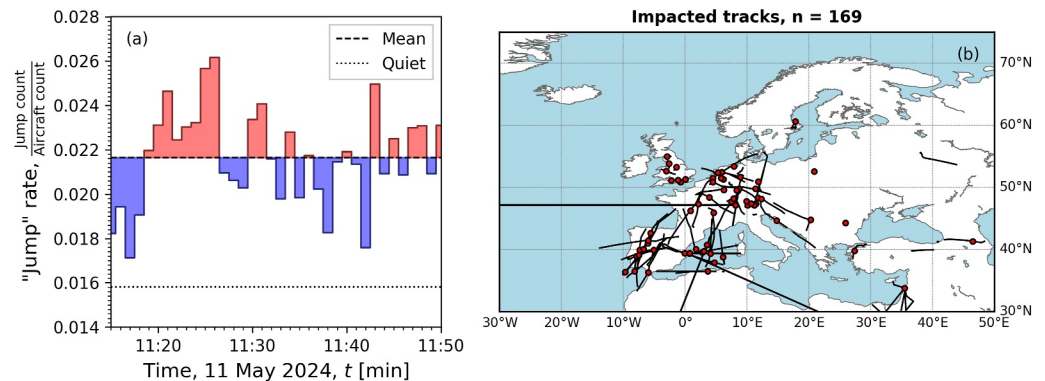 0.028
0.026
0.024
0.022
0.020
0.018
0.016
0.014
"Jump" rate, Jump count
Aircraft count
(a)
Mean
Quiet
11:20
11:30
11:40
11:50
Time, 11 May 2024, t [min]
Impacted tracks, n = 169
(b)
70°N
60°N
50°N
40°N
30°N
30°W
20°W
10°W
0°
10°E
20°E
30°E
40°E
50°E